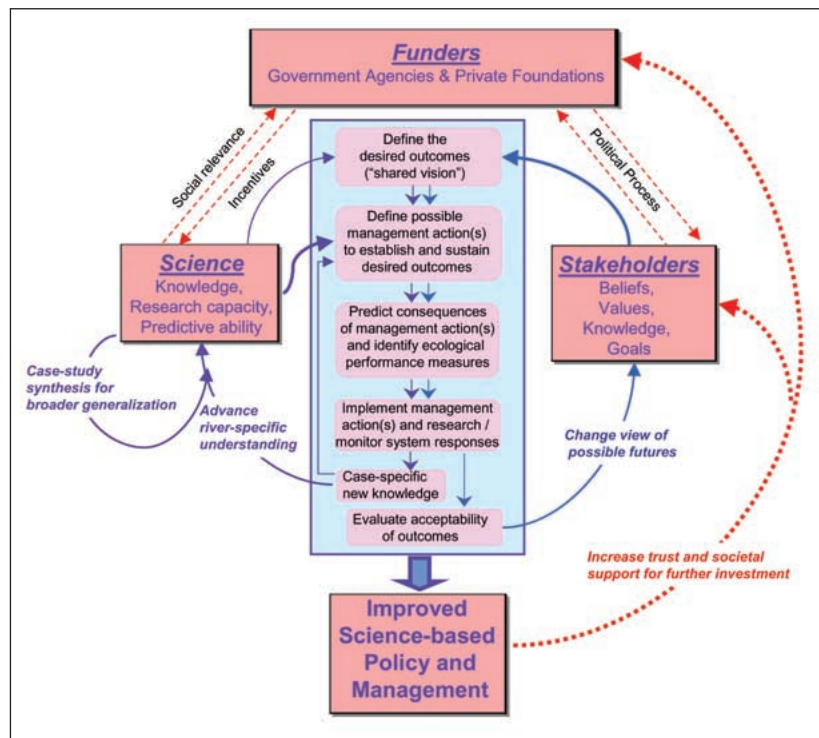 Funders
Government Agencies & Private Foundations
Social relevance
Incentives
Political Process
Define the
desired outcomes
("shared vision")
Define possible
management action(s)
to establish and sustain
desired outcomes
Science
Knowledge,
Research capacity,
Predictive ability
Stakeholders
Beliefs,
Values,
Knowledge,
Goals
Predict consequences
of management action(s)
and identify ecological
performance measures
Case-study
synthesis for
broader generalization
Advance
river-specific
understanding
Implement management
action(s) and research /
monitor system responses
Change view of
possible futures
Case-specific
new knowledge
Evaluate acceptability
of outcomes
Increase trust and societal
support for further investment
Improved
Science-based
Policy and
Management